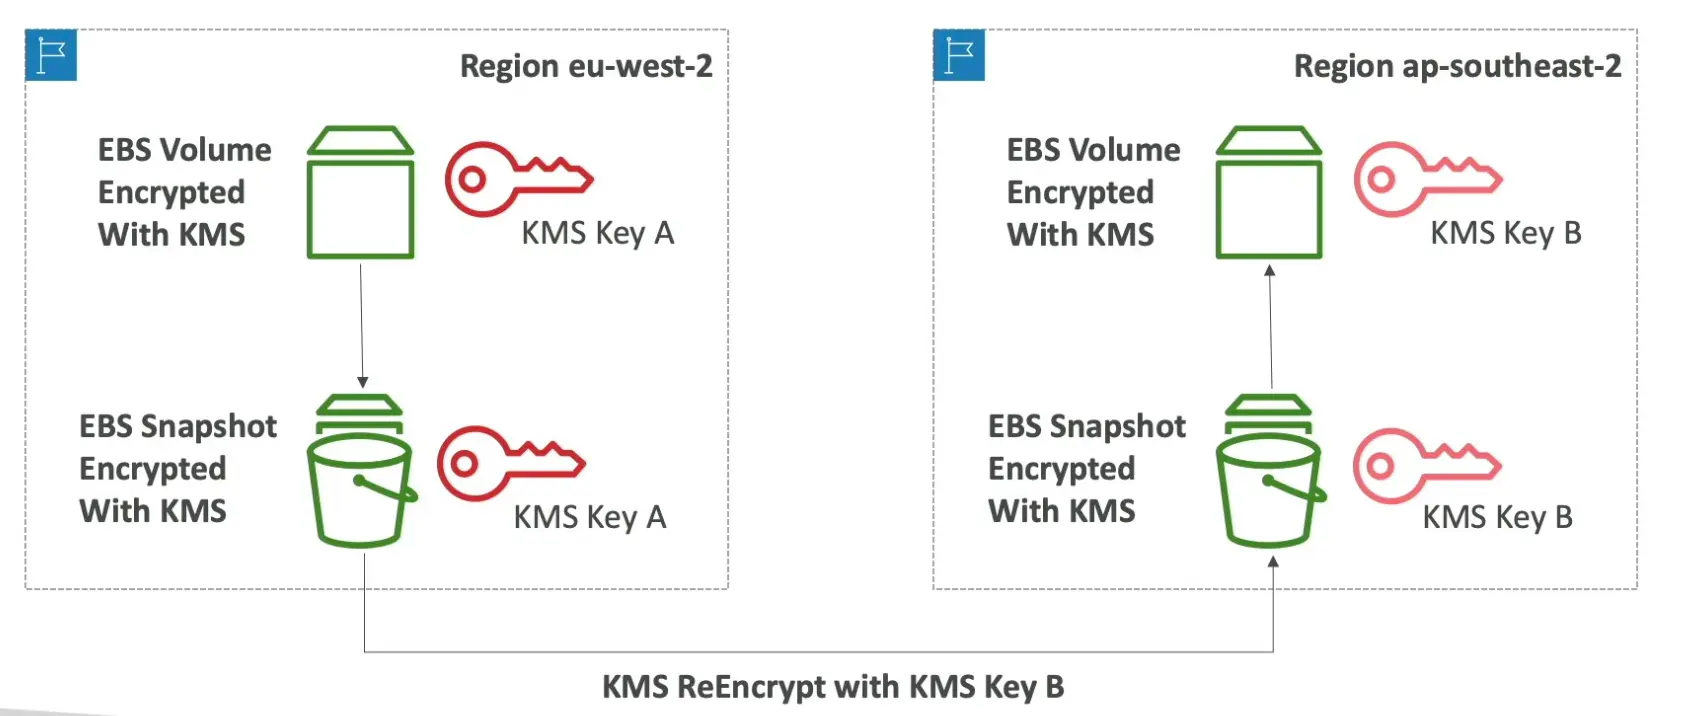 Region eu-west-2
EBS Volume
Encrypted
With KMS
KMS Key A
EBS Snapshot
Encrypted
With KMS
KMS Key A
Region ap-southeast-2
EBS Volume
Encrypted
With KMS
KMS Key B
EBS Snapshot
Encrypted
With KMS
KMS Key B
KMS ReEncrypt with KMS Key B